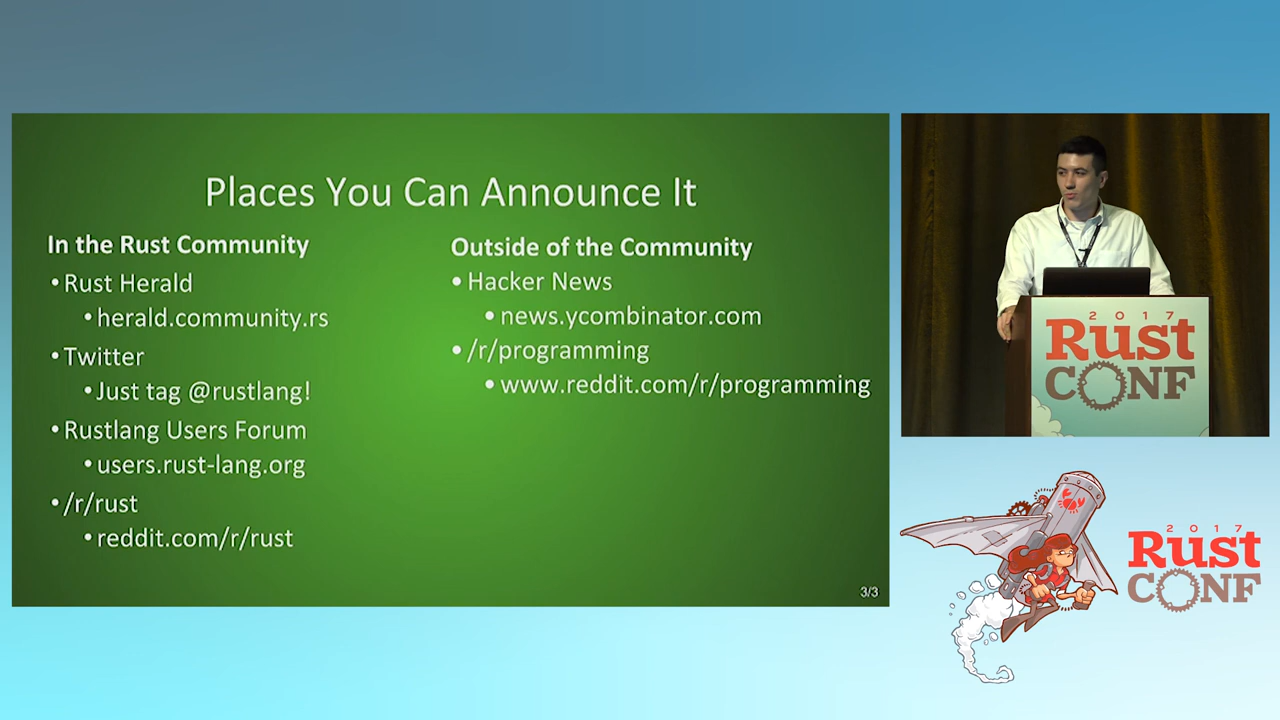 Places You Can Announce It
In the Rust Community
•Rust Herald
•herald.community.rs
•Twitter
•Just tag @rustlang!
•Rustlang Users Forum
•users.rust-lang.org
•/r/rust
•reddit.com/r/rust
Outside of the Community
•Hacker News
•news.ycombinator.com
•/r/programming
•www.reddit.com/r/programming
3/3
2017
Rust
CONF
2017
Rust
CONF